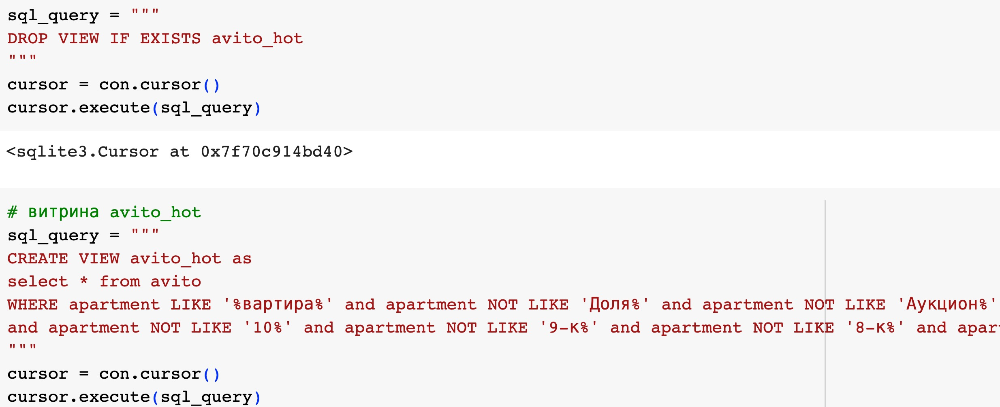 sql_query = """
DROP VIEW IF EXISTS avito_hot
"""
cursor = con.cursor()
cursor.execute(sql_query)
<sqlite3.Cursor at 0x7f70c914bd40>
# витрина avito_hot
sql_query = """
CREATE VIEW avito_hot as
select * from avito
WHERE apartment LIKE '%вартира%' and apartment NOT LIKE 'Доля%' and apartment NOT LIKE 'Аукцион%'
and apartment NOT LIKE '10%' and apartment NOT LIKE '9-к%' and apartment NOT LIKE '8-к%' and
"""
cursor = con.cursor()
cursor.execute(sql_query)